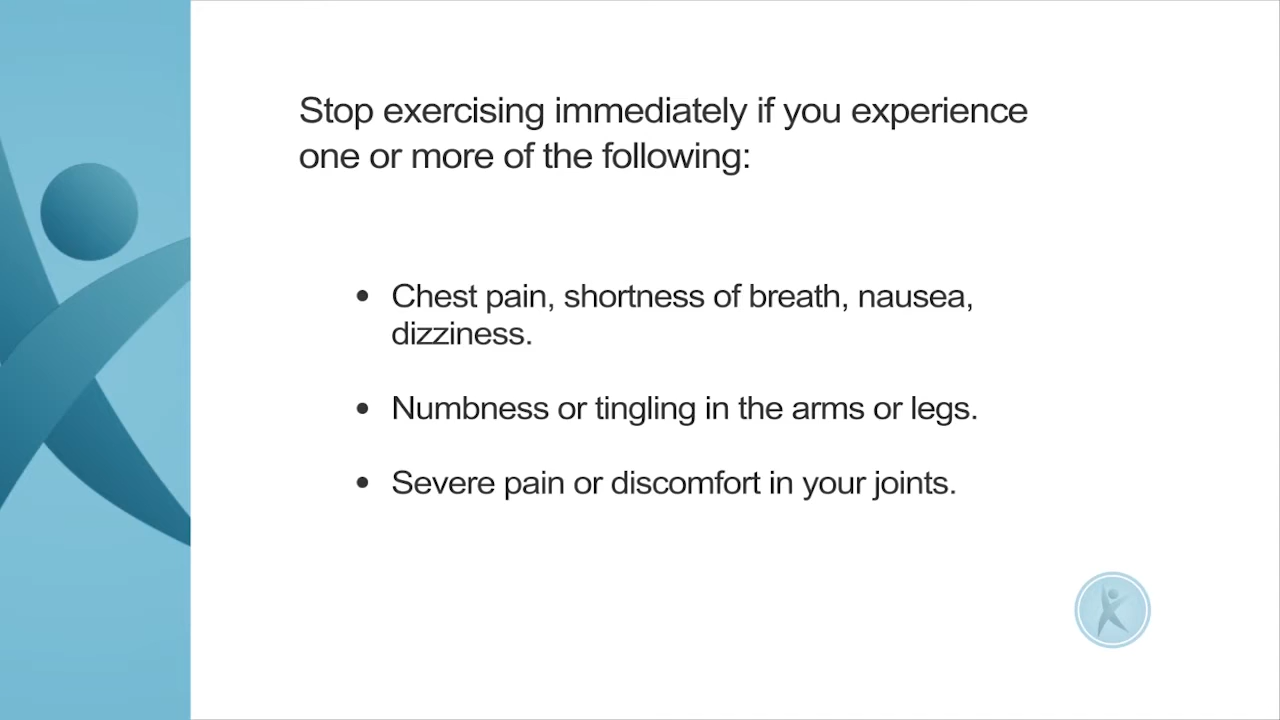 Stop exercising immediately if you experience
one or more of the following:
• Chest pain, shortness of breath, nausea,
dizziness.
• Numbness or tingling in the arms or legs.
• Severe pain or discomfort in your joints.